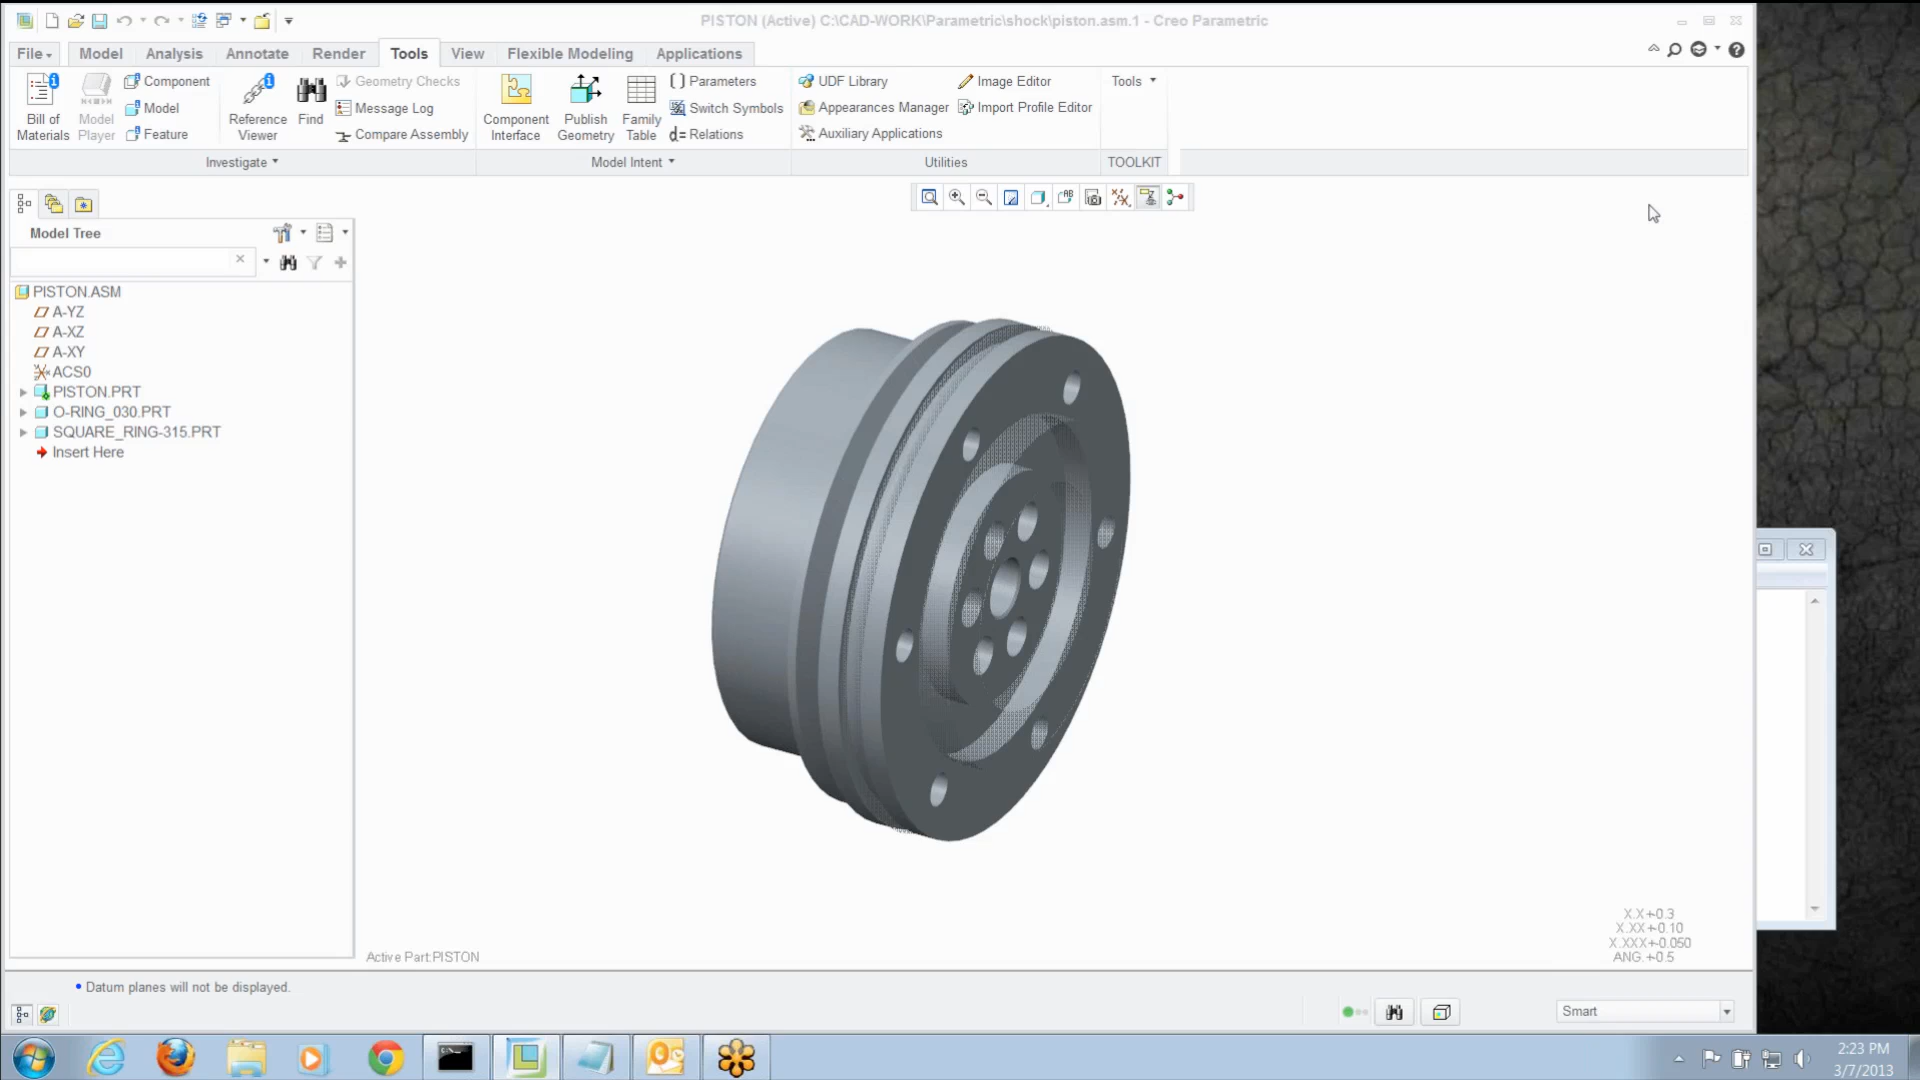 PISTON (Active) C:\CAD-WORK\Parametric\shock\piston.asm.1 - Creo Parametric
File Model Analysis Annotate Render Tools View Flexible Modeling Applications
Bill of Materials
Model Player
Component
Model
Feature
Reference Viewer
Find
Geometry Checks
Message Log
Compare Assembly
Component Interface
Publish Geometry
Family Table
Parameters
Switch Symbols
d= Relations
UDF Library
Appearances Manager
Auxiliary Applications
Image Editor
Import Profile Editor
Tools
Investigate Model Intent Utilities TOOLKIT
Model Tree
PISTON.ASM
A-YZ
A-XZ
A-XY
ACS0
PISTON.PRT
O-RING_030.PRT
SQUARE_RING-315.PRT
Insert Here
X.X+-0.3
X.XX+-0.10
X.XXX+-0.050
ANG.+-0.5
Active Part:PISTON
Datum planes will not be displayed.
Smart
2:23 PM
3/7/2013